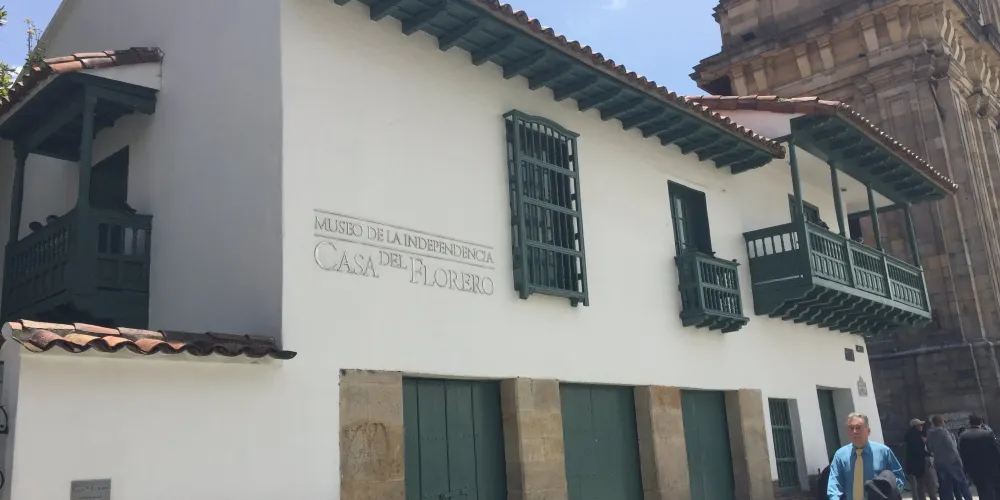 MUSEO DE LA INDEPENDENCIA
CASA DEL FLORERO